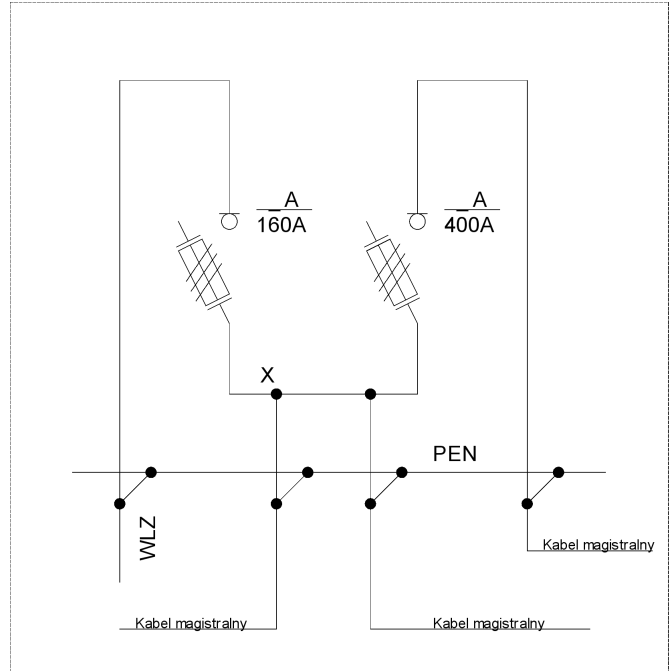 _A
160A
_A
400A
X
PEN
WLZ
Kabel magistralny
Kabel magistralny
Kabel magistralny